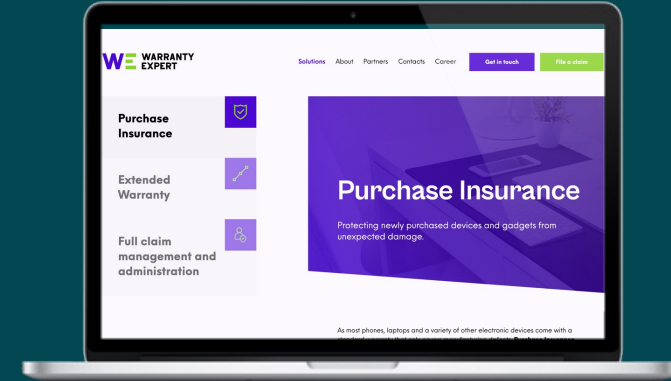 WE WARRANTY
EXPERT
Solutions About Partners Contacts Career Get in touch File a claim
Purchase
Insurance
Extended
Warranty
Full claim
management and
administration
Purchase Insurance
Protecting newly purchased devices and gadgets from
unexpected damage.
As most phones, laptops and a variety of other electronic devices come with a